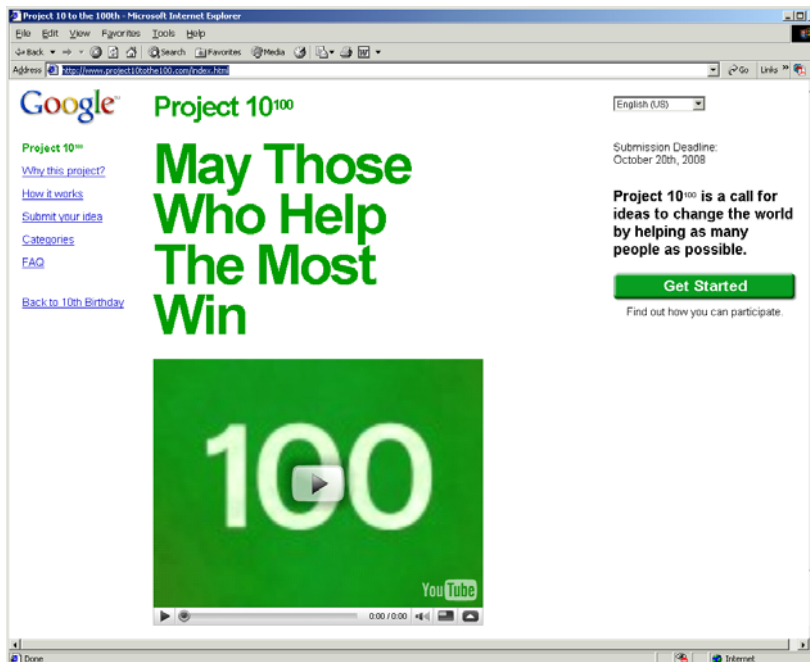 Project 10 to the 100th - Microsoft Internet Explorer
File Edit View Favorites Tools Help
Back Search Favorites Media
Address http://www.project10tothe100.com/index.html Go Links »
Google™ Project 10¹⁰⁰ English (US)
Project 10¹⁰⁰
Why this project?
How it works
Submit your idea
Categories
FAQ
Back to 10th Birthday
May Those
Who Help
The Most
Win
Submission Deadline:
October 20th, 2008
Project 10¹⁰⁰ is a call for
ideas to change the world
by helping as many
people as possible.
Get Started
Find out how you can participate.
100
YouTube
0:00 / 0:00
Done Internet